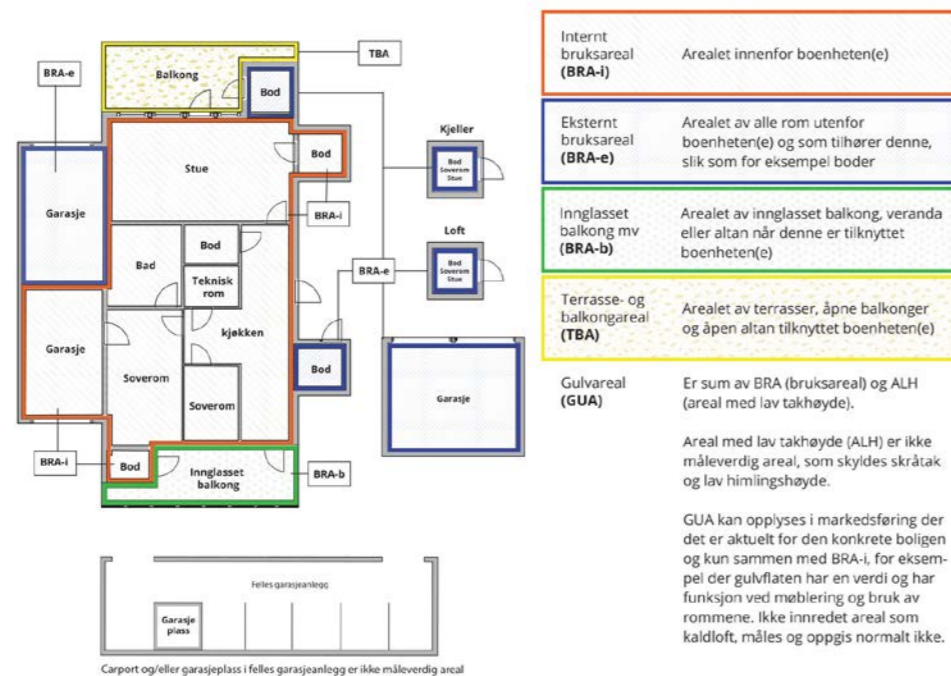 TBA
BRA-e
Balkong
Bod
Kjeller
Bod
Soverom
Stue
Stue
Bod
Garasje
BRA-i
Loft
Bod
Bad
Bod
Soverom
Stue
BRA-e
Teknisk
rom
kjøkken
Garasje
Soverom
Bod
Soverom
Garasje
BRA-i
Bod
Innglasset
balkong
BRA-b
Felles garasjeanlegg
Garasje
plass
Carport og/eller garasjeplass i felles garasjeanlegg er ikke måleverdig areal
Internt
bruksareal
(BRA-i)
Arealet innenfor boenheten(e)
Eksternt
bruksareal
(BRA-e)
Arealet av alle rom utenfor
boenheten(e) og som tilhører denne,
slik som for eksempel boder
Innglasset
balkong mv
(BRA-b)
Arealet av innglasset balkong, veranda
eller altan når denne er tilknyttet
boenheten(e)
Terrasse- og
balkongareal
(TBA)
Arealet av terrasser, åpne balkonger
og åpen altan tilknyttet boenheten(e)
Gulvareal
(GUA)
Er sum av BRA (bruksareal) og ALH
(areal med lav takhøyde).
Areal med lav takhøyde (ALH) er ikke
måleverdig areal, som skyldes skråtak
og lav himlingshøyde.
GUA kan opplyses i markedsføring der
det er aktuelt for den konkrete boligen
og kun sammen med BRA-i, for eksem-
pel der gulvflaten har en verdi og har
funksjon ved møblering og bruk av
rommene. Ikke innredet areal som
kaldloft, måles og oppgis normalt ikke.